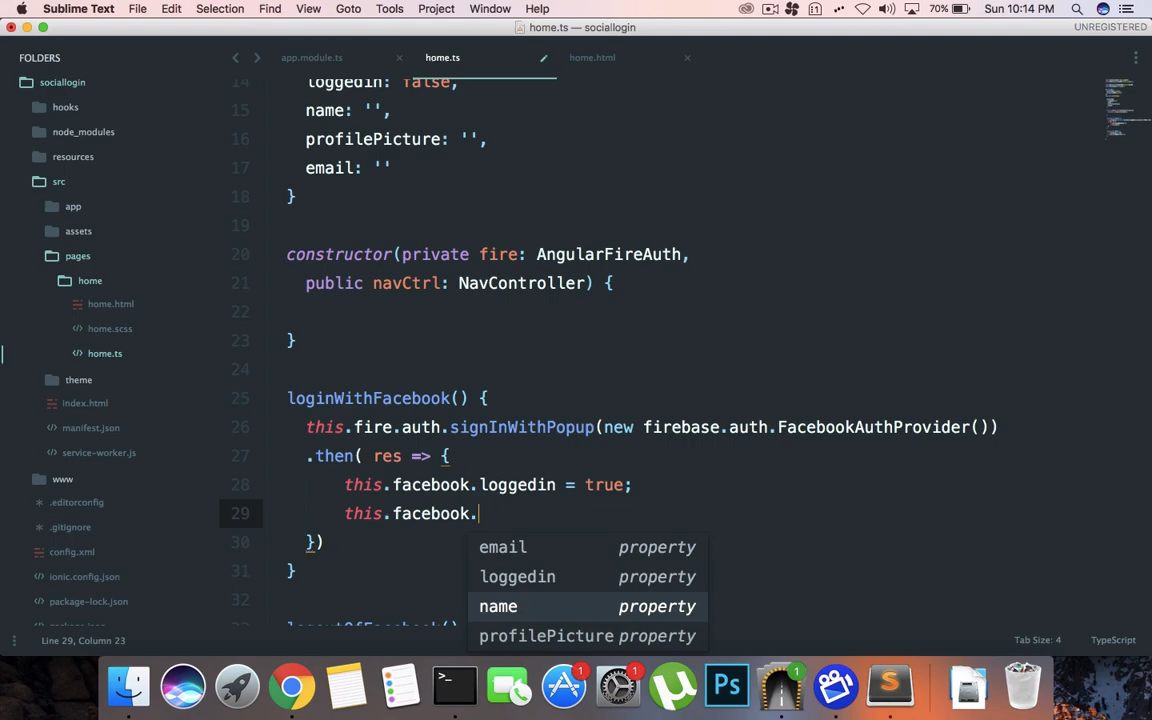 Sublime Text File Edit Selection Find View Goto Tools Project Window Help 70% Sun 10:14 PM
home.ts — sociallogin UNREGISTERED
FOLDERS
sociallogin
hooks
node_modules
resources
src
app
assets
pages
home
home.html
home.scss
home.ts
theme
index.html
manifest.json
service-worker.js
www
.editorconfig
.gitignore
config.xml
ionic.config.json
package-lock.json
app.module.ts home.ts home.html
14 loggedin: false,
15 name: '',
16 profilePicture: '',
17 email: ''
18 }
19
20 constructor(private fire: AngularFireAuth,
21 public navCtrl: NavController) {
22
23 }
24
25 loginWithFacebook() {
26 this.fire.auth.signInWithPopup(new firebase.auth.FacebookAuthProvider())
27 .then( res => {
28 this.facebook.loggedin = true;
29 this.facebook.
30 })
31 }
32
email property
loggedin property
name property
profilePicture property
Line 29, Column 23 Tab Size: 4 TypeScript
1 1 1
>_ Ps S